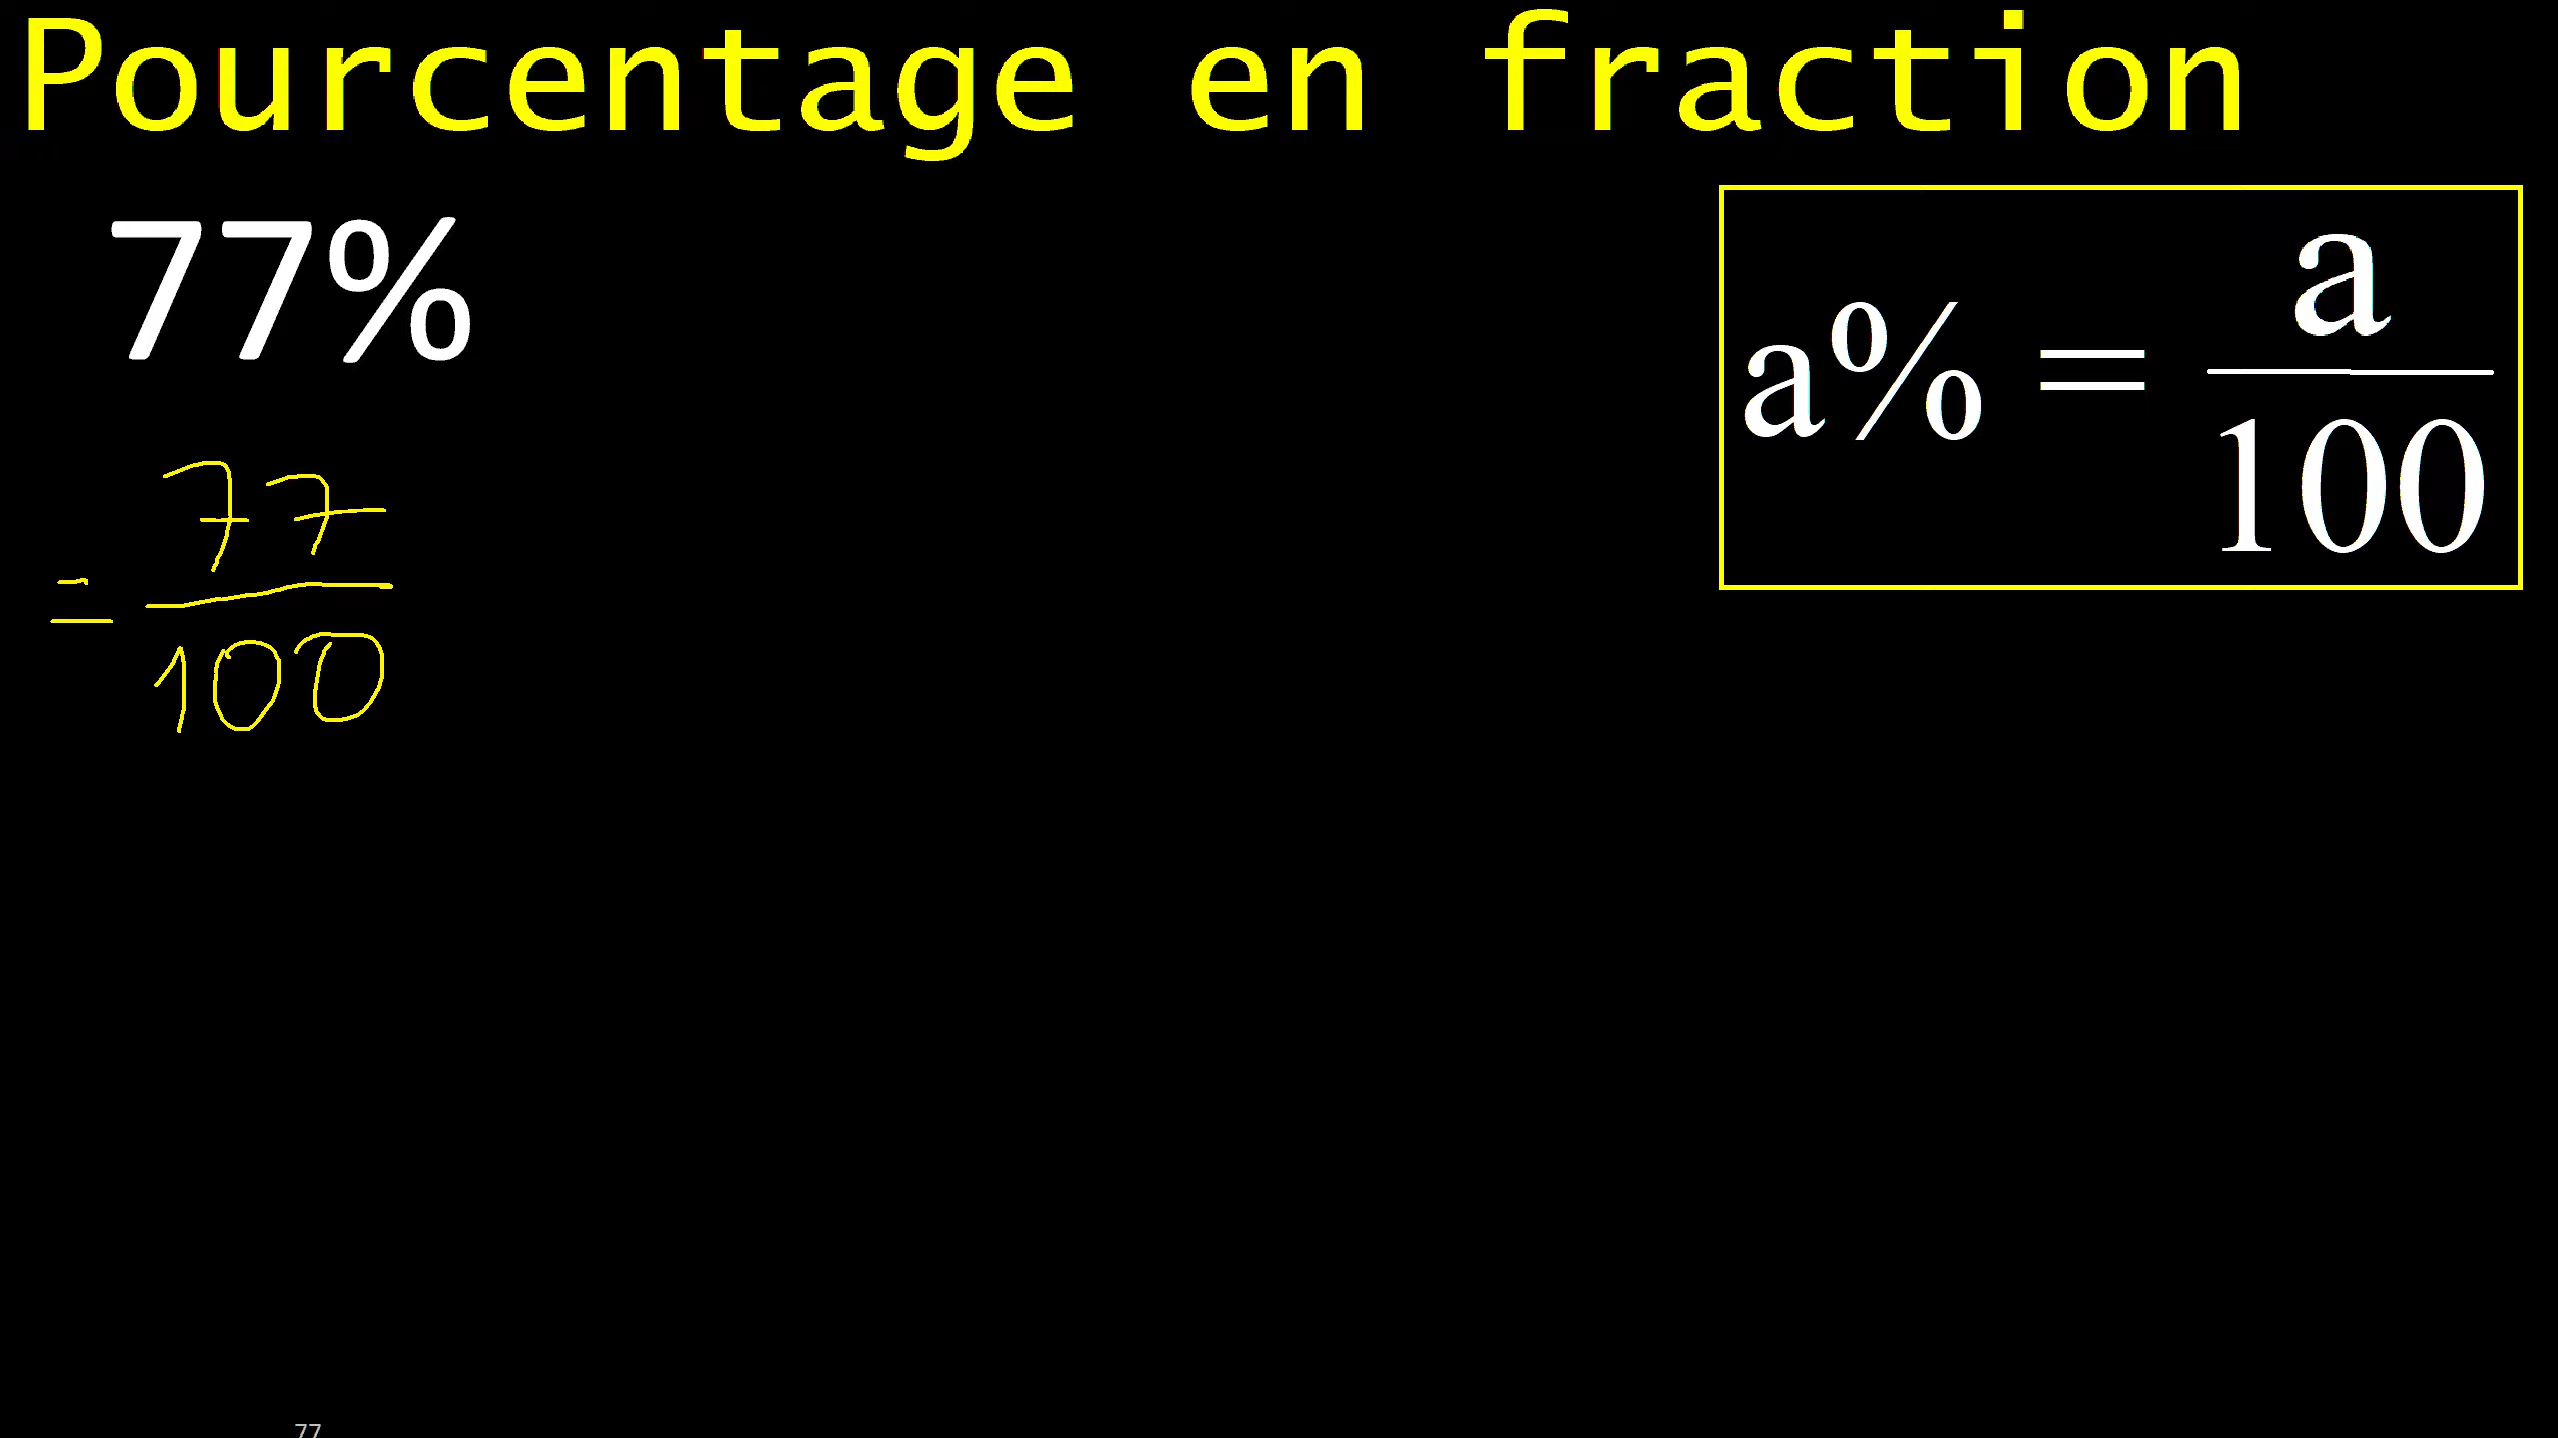 Pourcentage en fraction
77%
a% = a/100
= 77/100
77